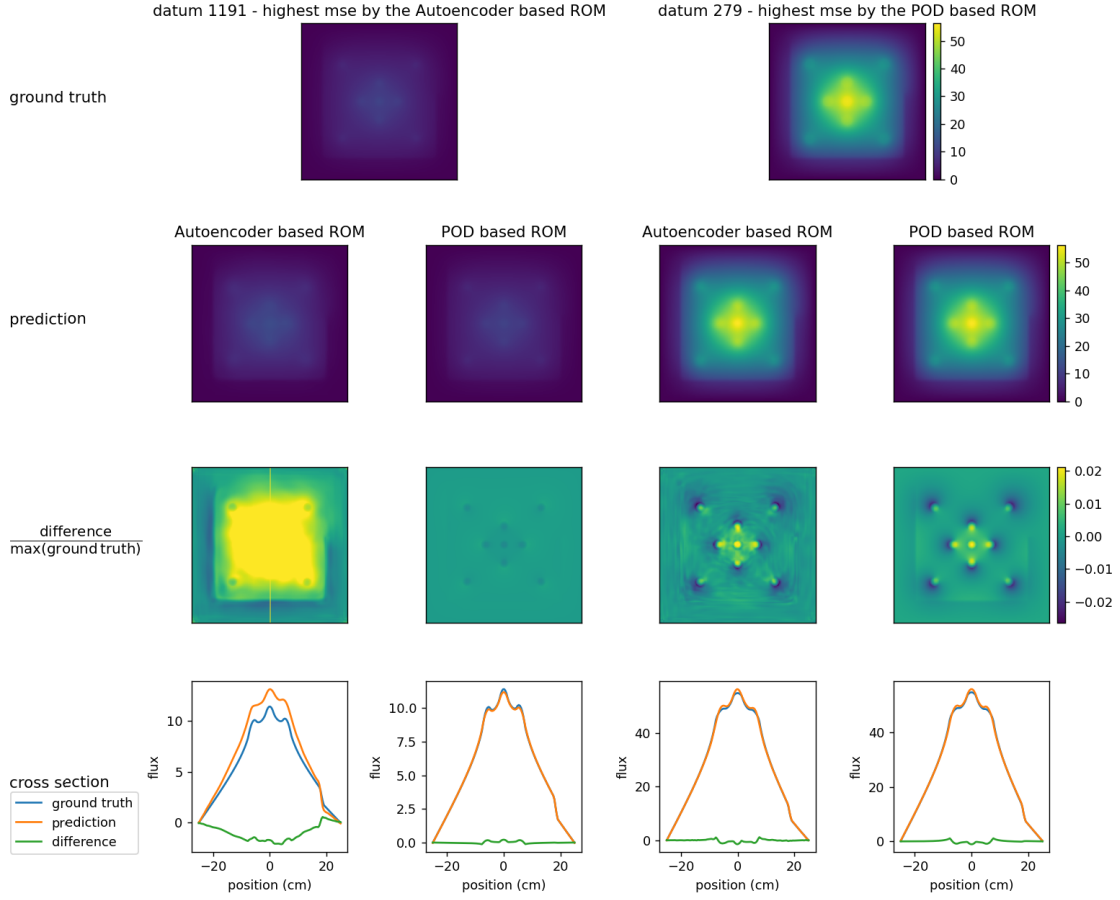 datum 1191 - highest mse by the Autoencoder based ROM
datum 279 - highest mse by the POD based ROM
ground truth
50
40
30
20
10
0
Autoencoder based ROM
POD based ROM
Autoencoder based ROM
POD based ROM
prediction
50
40
30
20
10
0
difference
max(ground truth)
0.02
0.01
0.00
−0.01
−0.02
cross section
ground truth
prediction
difference
flux
10
5
0
−20
0
20
position (cm)
flux
10.0
7.5
5.0
2.5
0.0
−20
0
20
position (cm)
flux
40
20
0
−20
0
20
position (cm)
flux
40
20
0
−20
0
20
position (cm)